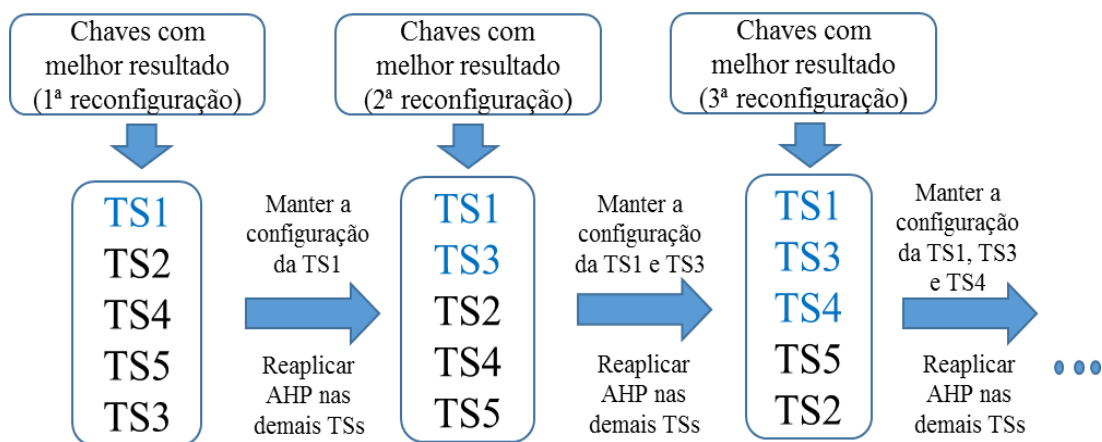 Chaves com
melhor resultado
(1ª reconfiguração)
Chaves com
melhor resultado
(2ª reconfiguração)
Chaves com
melhor resultado
(3ª reconfiguração)
TS1
TS2
TS4
TS5
TS3
Manter a
configuração
da TS1
Reaplicar
AHP nas
demais TSs
TS1
TS3
TS2
TS4
TS5
Manter a
configuração
da TS1 e TS3
Reaplicar
AHP nas
demais TSs
TS1
TS3
TS4
TS5
TS2
Manter a
configuração
da TS1, TS3
e TS4
Reaplicar
AHP nas
demais TSs